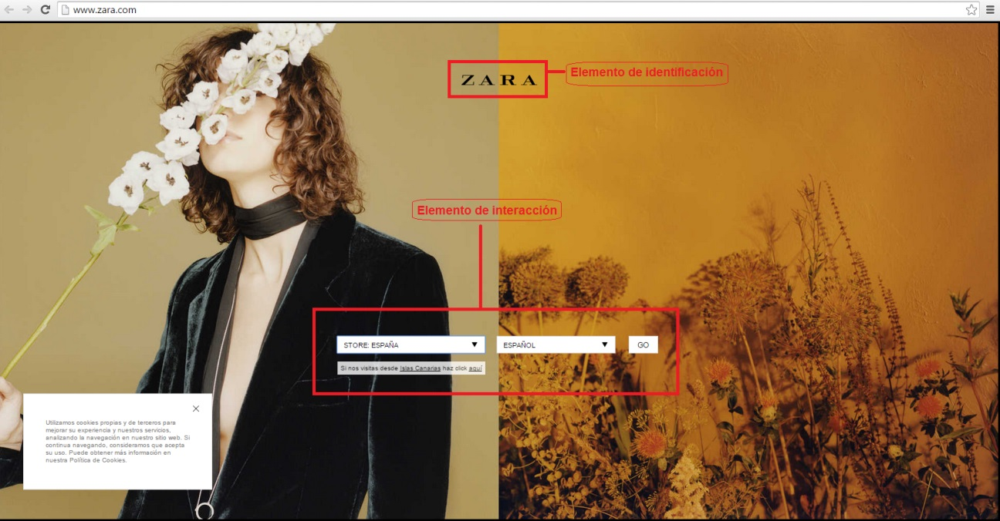 www.zara.com
ZARA
Elemento de identificación
Elemento de interacción
STORE: ESPAÑA
ESPAÑOL
GO
Si nos visitas desde Islas Canarias haz click aquí
Utilizamos cookies propias y de terceros para
mejorar su experiencia y nuestros servicios,
analizando la navegación en nuestro sitio web. Si
continua navegando, consideramos que acepta
su uso. Puede obtener más información en
nuestra Política de Cookies.